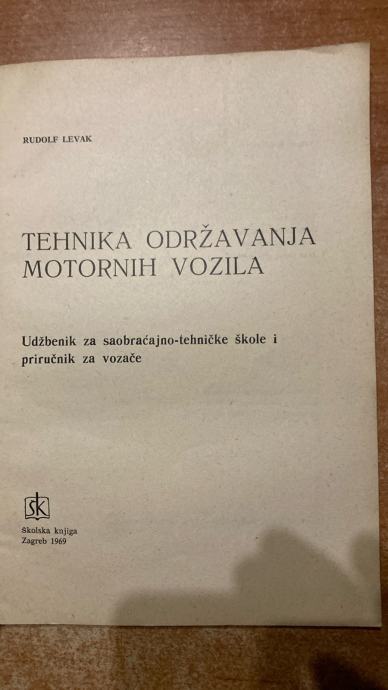 RUDOLF LEVAK
TEHNIKA ODRŽAVANJA
MOTORNIH VOZILA
Udžbenik za saobraćajno-tehničke škole i
priručnik za vozače
šk
Školska knjiga
Zagreb 1969